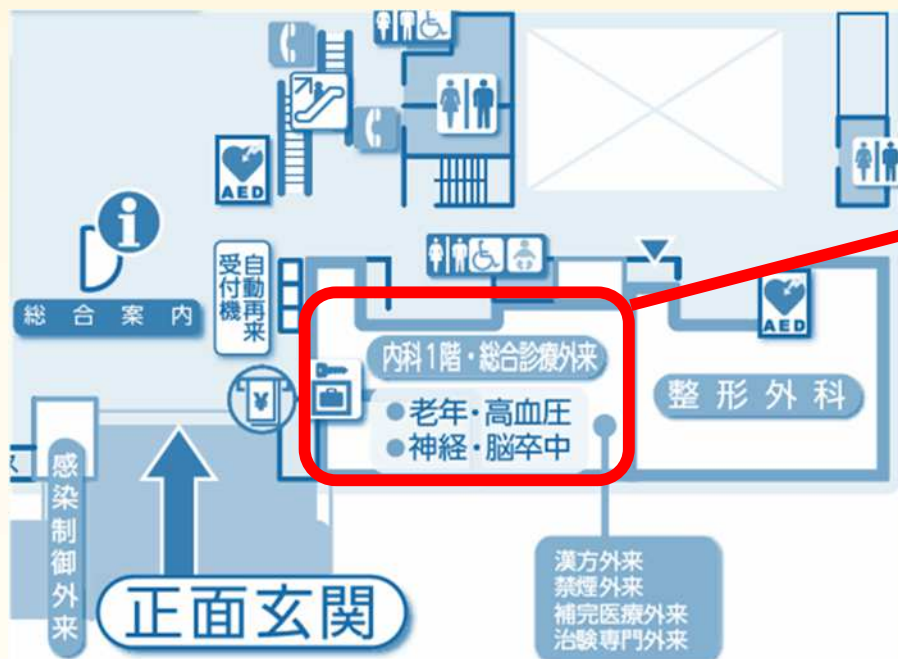 AED
自動再来
受付機
総合案内
¥
内科1階・総合診療外来
●老年・高血圧
●神経・脳卒中
AED
整形外科
感染制御外来
ス
正面玄関
漢方外来
禁煙外来
補完医療外来
治験専門外来